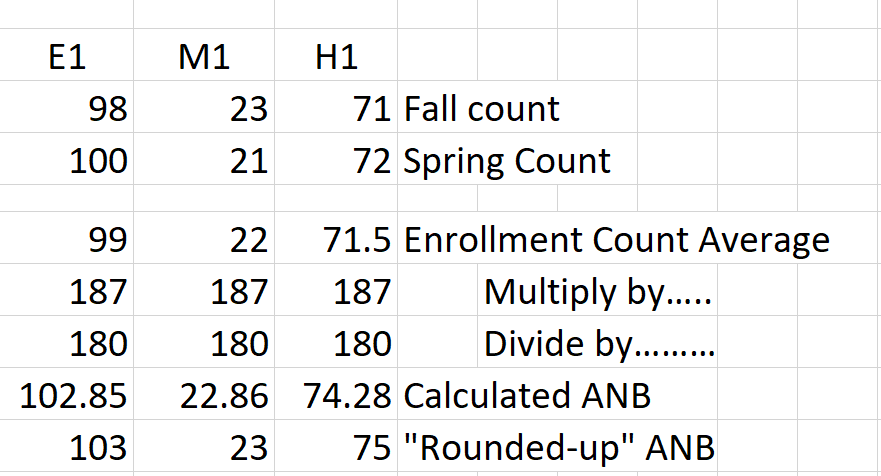 E1 M1 H1
98 23 71 Fall count
100 21 72 Spring Count
99 22 71.5 Enrollment Count Average
187 187 187 Multiply by…..
180 180 180 Divide by………
102.85 22.86 74.28 Calculated ANB
103 23 75 "Rounded-up" ANB